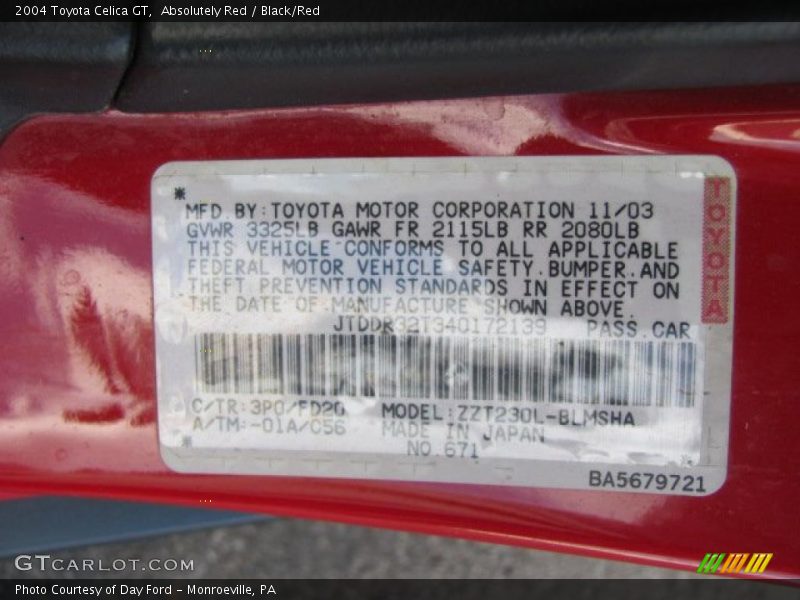 2004 Toyota Celica GT, Absolutely Red / Black/Red
MFD. BY: TOYOTA MOTOR CORPORATION 11/03
GVWR 3325LB GAWR FR 2115LB RR 2080LB
THIS VEHICLE CONFORMS TO ALL APPLICABLE
FEDERAL MOTOR VEHICLE SAFETY, BUMPER, AND
THEFT PREVENTION STANDARDS IN EFFECT ON
THE DATE OF MANUFACTURE SHOWN ABOVE.
JTDDR32T340172139 PASS. CAR
C/TR: 3P0/FD20 MODEL: ZZT230L-BLMSHA
A/TM: -01A/C56 MADE IN JAPAN
NO. 671
BA5679721
TOYOTA
GTCARLOT.COM
Photo Courtesy of Day Ford - Monroeville, PA